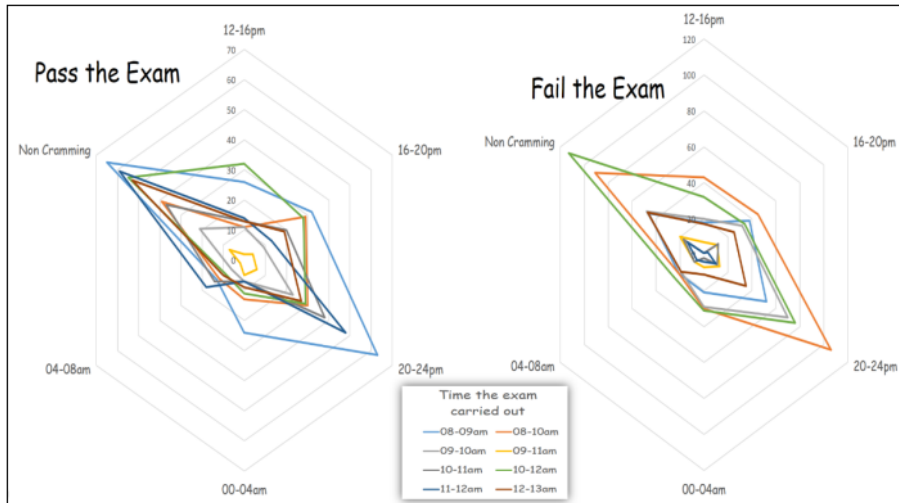 Pass the Exam
12-16pm
70
60
50
40
30
20
10
0
16-20pm
20-24pm
00-04am
04-08am
Non Cramming
Fail the Exam
12-16pm
120
100
80
60
40
20
16-20pm
20-24pm
00-04am
04-08am
Non Cramming
Time the exam
carried out
08-09am 08-10am
09-10am 09-11am
10-11am 10-12am
11-12am 12-13am